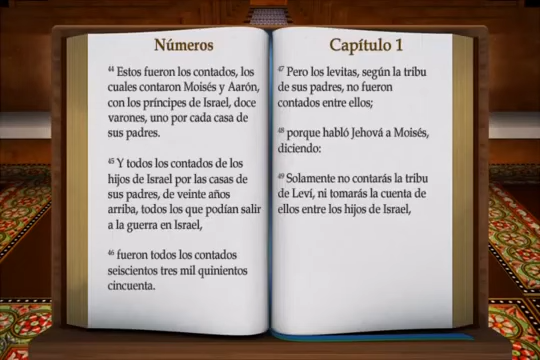 Números
⁴⁴ Estos fueron los contados, los
cuales contaron Moisés y Aarón,
con los príncipes de Israel, doce
varones, uno por cada casa de
sus padres.
⁴⁵ Y todos los contados de los
hijos de Israel por las casas de
sus padres, de veinte años
arriba, todos los que podían salir
a la guerra en Israel,
⁴⁶ fueron todos los contados
seiscientos tres mil quinientos
cincuenta.
Capítulo 1
⁴⁷ Pero los levitas, según la tribu
de sus padres, no fueron
contados entre ellos;
⁴⁸ porque habló Jehová a Moisés,
diciendo:
⁴⁹ Solamente no contarás la tribu
de Leví, ni tomarás la cuenta de
ellos entre los hijos de Israel,